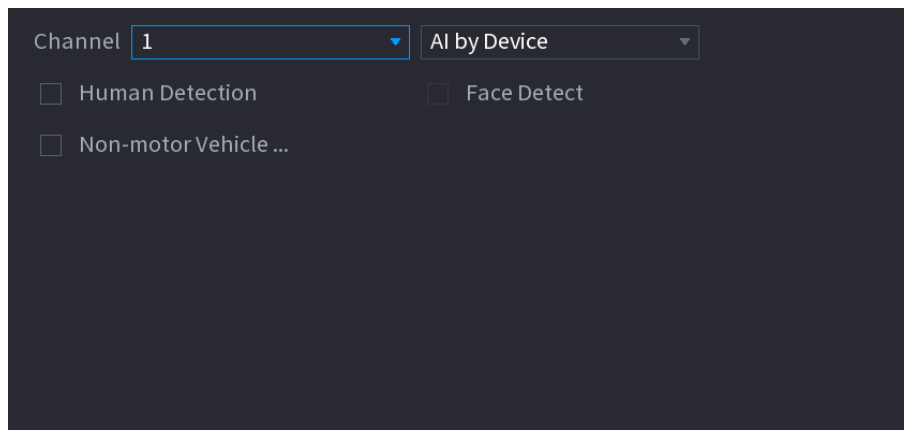 Channel 1 AI by Device
Human Detection Face Detect
Non-motor Vehicle ...